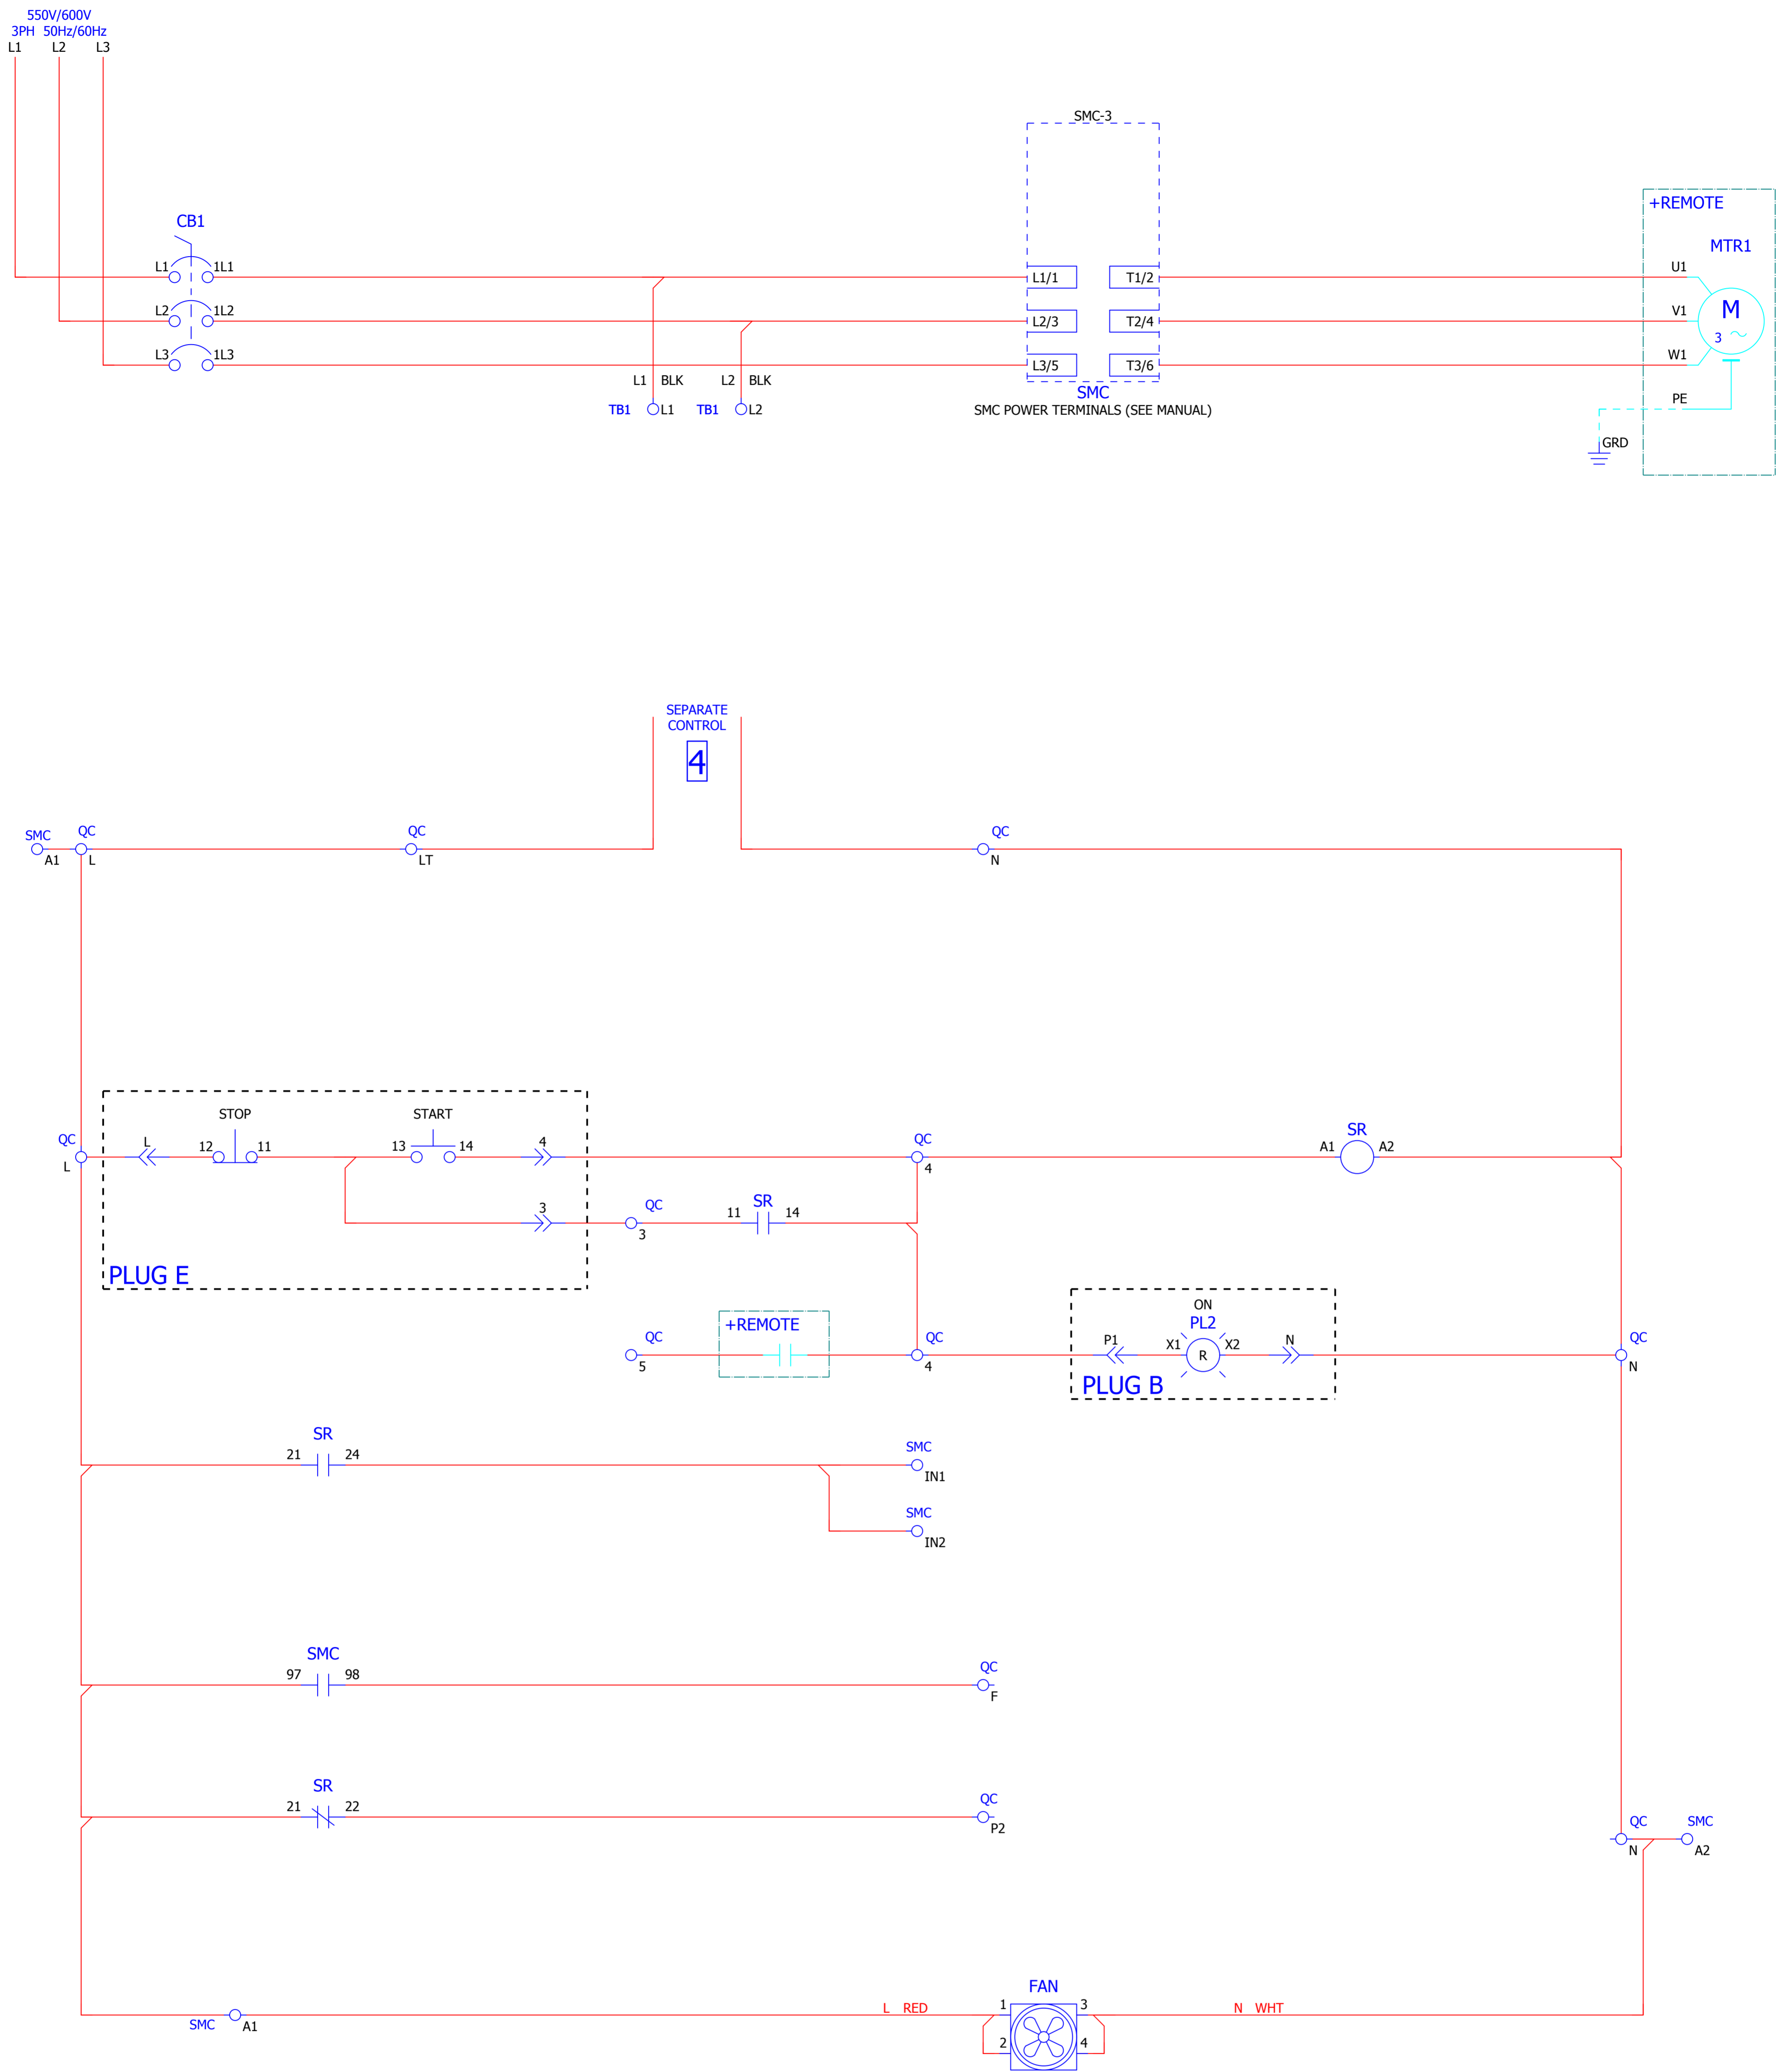 550V/600V
3PH 50Hz/60Hz
L1 L2 L3
SMC-3
+REMOTE
CB1
MTR1
L1 1L1 L1/1 T1/2 U1
M
3
L2 1L2 L2/3 T2/4 V1
L3 1L3 L3/5 T3/6 W1
L1 BLK L2 BLK
SMC
PE
TB1 L1 TB1 L2
SMC POWER TERMINALS (SEE MANUAL)
GRD
SEPARATE
CONTROL
4
SMC QC QC QC
A1 L LT N
STOP START
QC L 12 11 13 14 4 QC SR
A1 A2
L 4
3 QC 11 SR 14
3
PLUG E
ON
+REMOTE PL2
QC QC P1 X1 R X2 N QC
5 4 N
PLUG B
SR SMC
21 24
IN1
SMC
IN2
SMC QC
97 98
F
SR QC
21 22
P2
QC SMC
N A2
FAN
L RED 1 3 N WHT
SMC A1
2 4